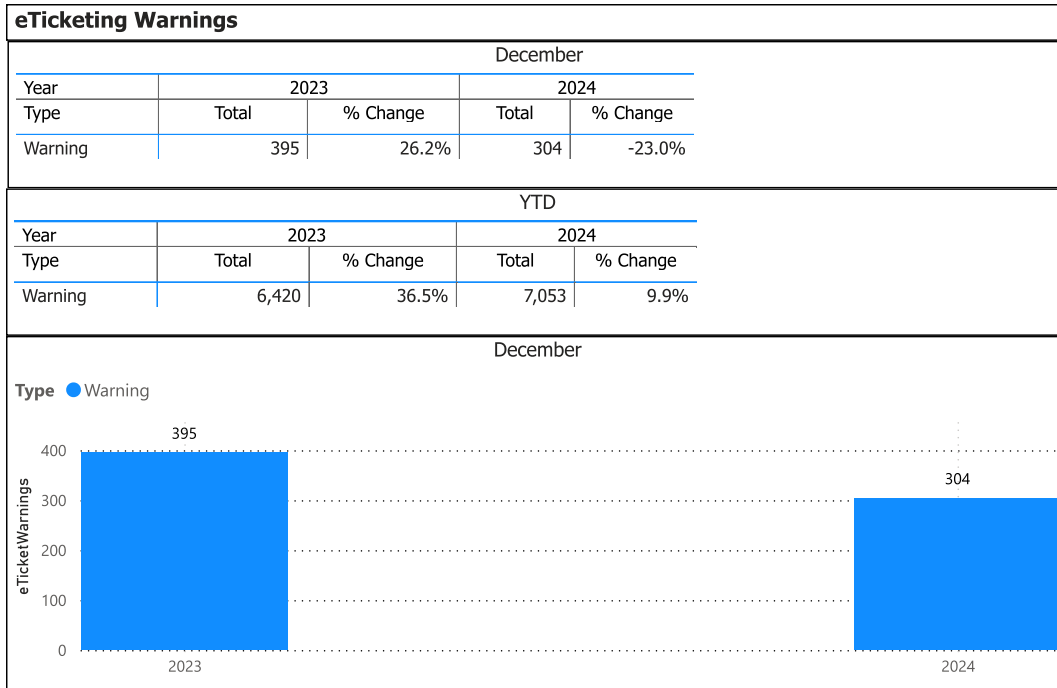 eTicketing Warnings
December
Year 2023 2024
Type Total % Change Total % Change
Warning 395 26.2% 304 -23.0%
YTD
Year 2023 2024
Type Total % Change Total % Change
Warning 6,420 36.5% 7,053 9.9%
December
Type Warning
395
304
400
300
200
100
0
eTicketWarnings
2023 2024